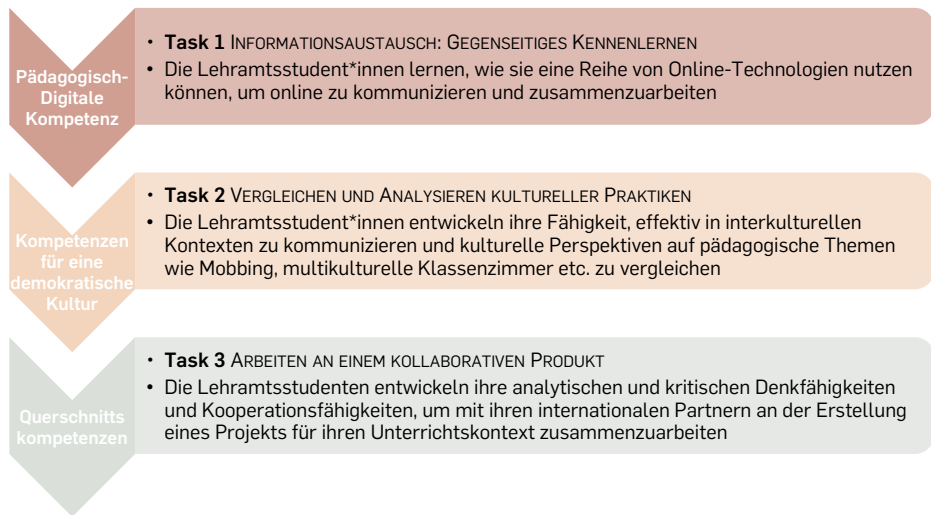 Pädagogisch-
Digitale
Kompetenz
• Task 1 INFORMATIONSAUSTAUSCH: GEGENSEITIGES KENNENLERNEN
• Die Lehramtsstudent*innen lernen, wie sie eine Reihe von Online-Technologien nutzen
können, um online zu kommunizieren und zusammenzuarbeiten
Kompetenzen
für eine
demokratische
Kultur
• Task 2 VERGLEICHEN UND ANALYSIEREN KULTURELLER PRAKTIKEN
• Die Lehramtsstudent*innen entwickeln ihre Fähigkeit, effektiv in interkulturellen
Kontexten zu kommunizieren und kulturelle Perspektiven auf pädagogische Themen
wie Mobbing, multikulturelle Klassenzimmer etc. zu vergleichen
Querschnitts
kompetenzen
• Task 3 ARBEITEN AN EINEM KOLLABORATIVEN PRODUKT
• Die Lehramtsstudenten entwickeln ihre analytischen und kritischen Denkfähigkeiten
und Kooperationsfähigkeiten, um mit ihren internationalen Partnern an der Erstellung
eines Projekts für ihren Unterrichtskontext zusammenzuarbeiten